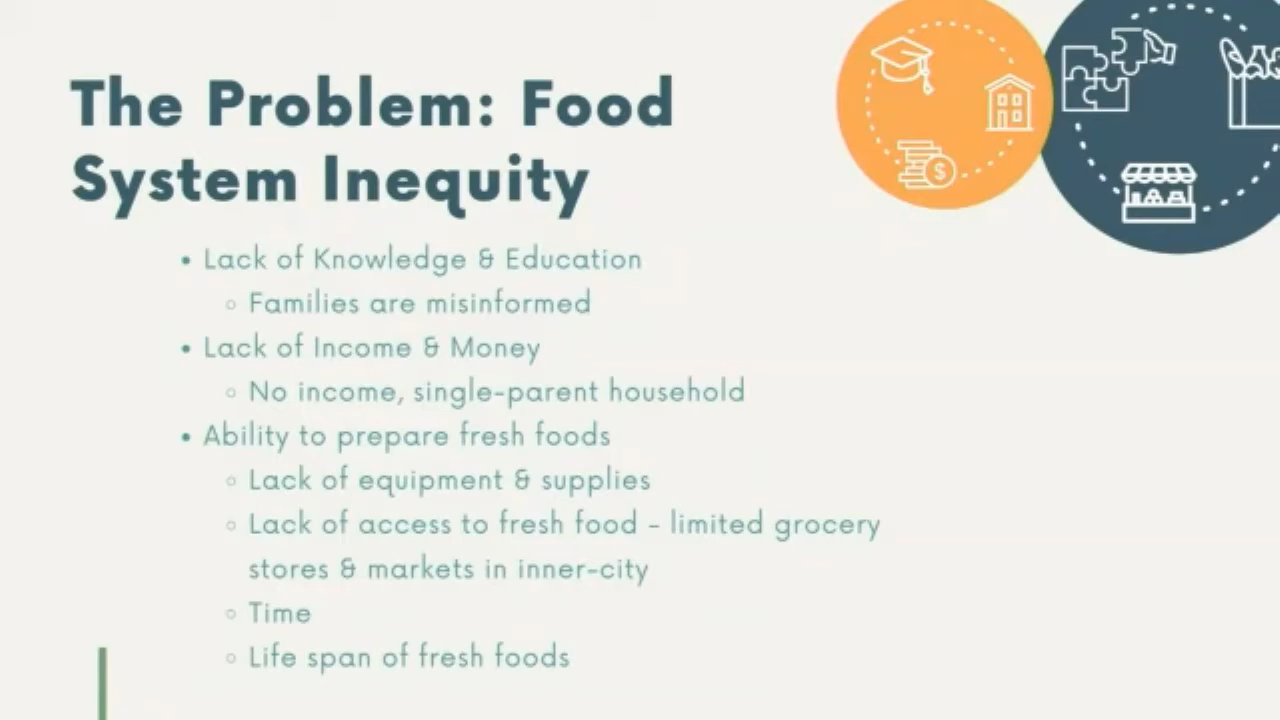 The Problem: Food
System Inequity
• Lack of Knowledge & Education
◦ Families are misinformed
• Lack of Income & Money
◦ No income, single-parent household
• Ability to prepare fresh foods
◦ Lack of equipment & supplies
◦ Lack of access to fresh food - limited grocery
stores & markets in inner-city
◦ Time
◦ Life span of fresh foods
$